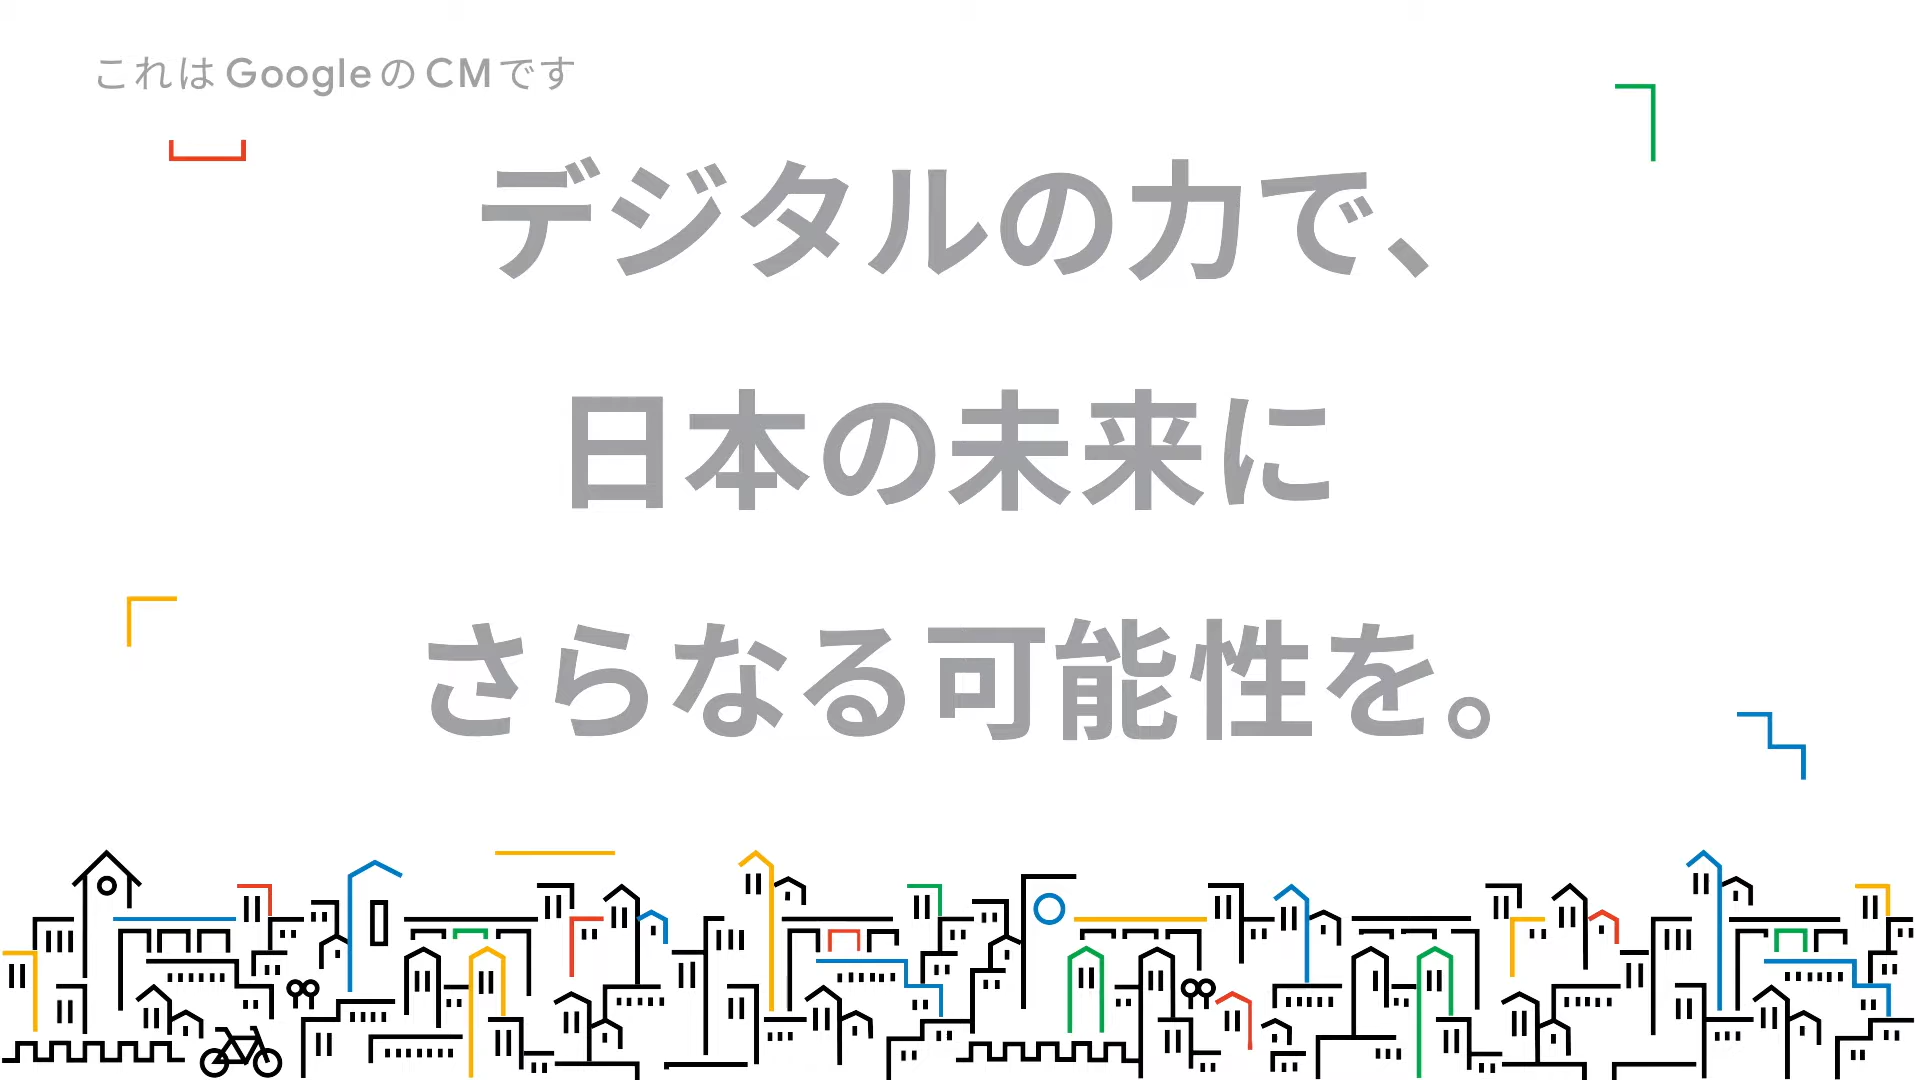 これは Google の CM です
デジタルの力で、
日本の未来に
さらなる可能性を。